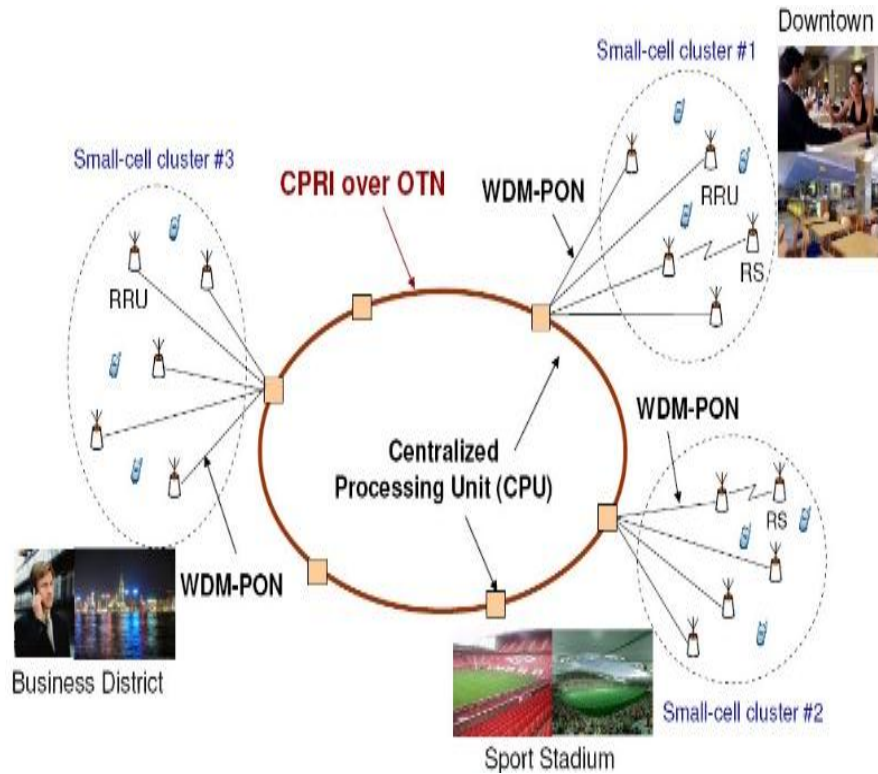 Downtown
Small-cell cluster #1
Small-cell cluster #3
CPRI over OTN
WDM-PON
RRU
RS
RRU
WDM-PON
Centralized
Processing Unit (CPU)
RS
WDM-PON
Business District
Small-cell cluster #2
Sport Stadium